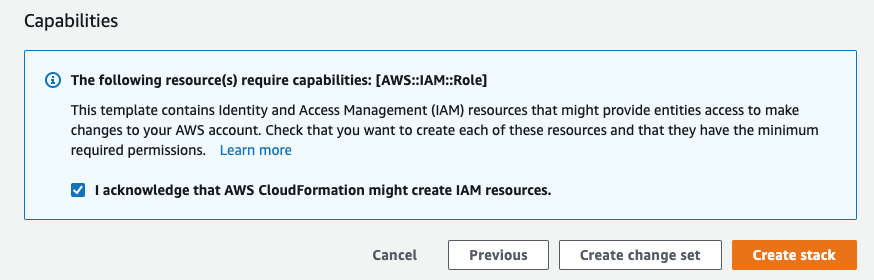 Capabilities
The following resource(s) require capabilities: [AWS::IAM::Role]
This template contains Identity and Access Management (IAM) resources that might provide entities access to make
changes to your AWS account. Check that you want to create each of these resources and that they have the minimum
required permissions. Learn more
I acknowledge that AWS CloudFormation might create IAM resources.
Cancel Previous Create change set Create stack